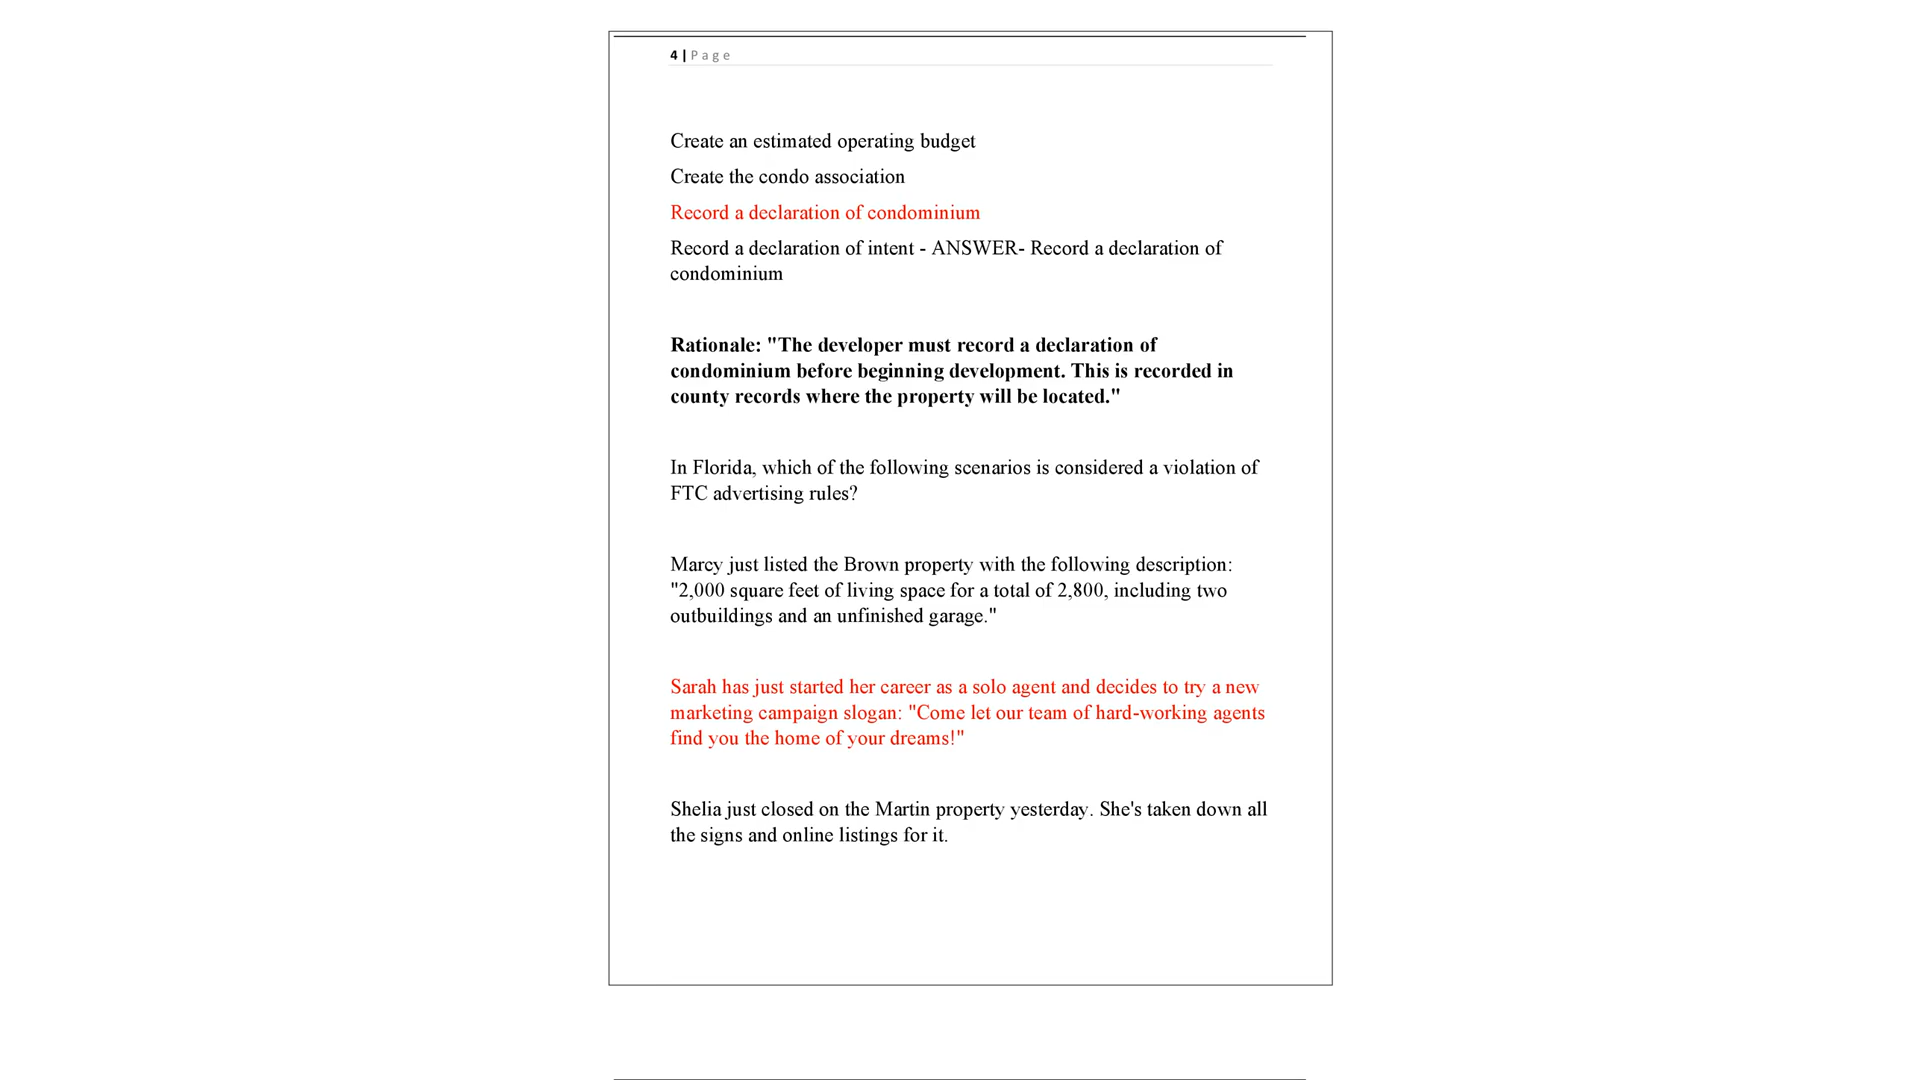 4 | Page
Create an estimated operating budget
Create the condo association
Record a declaration of condominium
Record a declaration of intent - ANSWER- Record a declaration of
condominium
Rationale: "The developer must record a declaration of
condominium before beginning development. This is recorded in
county records where the property will be located."
In Florida, which of the following scenarios is considered a violation of
FTC advertising rules?
Marcy just listed the Brown property with the following description:
"2,000 square feet of living space for a total of 2,800, including two
outbuildings and an unfinished garage."
Sarah has just started her career as a solo agent and decides to try a new
marketing campaign slogan: "Come let our team of hard-working agents
find you the home of your dreams!"
Shelia just closed on the Martin property yesterday. She's taken down all
the signs and online listings for it.